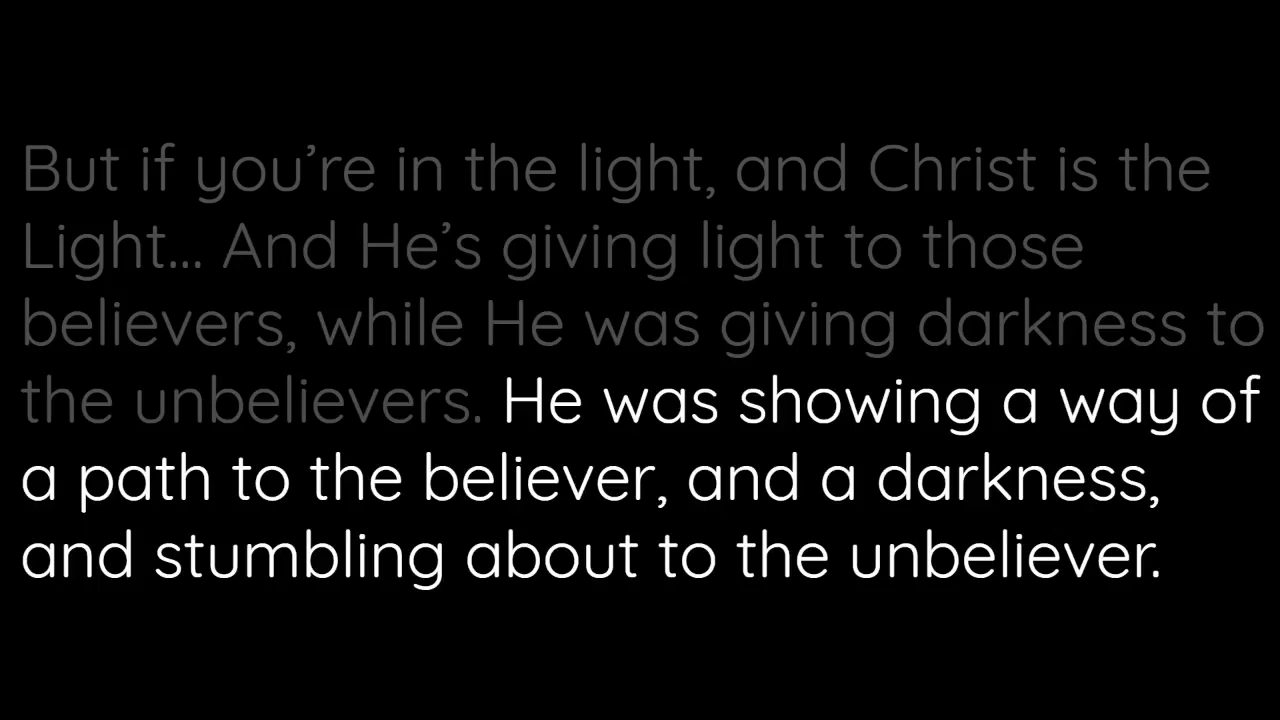 But if you’re in the light, and Christ is the
Light... And He’s giving light to those
believers, while He was giving darkness to
the unbelievers. He was showing a way of
a path to the believer, and a darkness,
and stumbling about to the unbeliever.